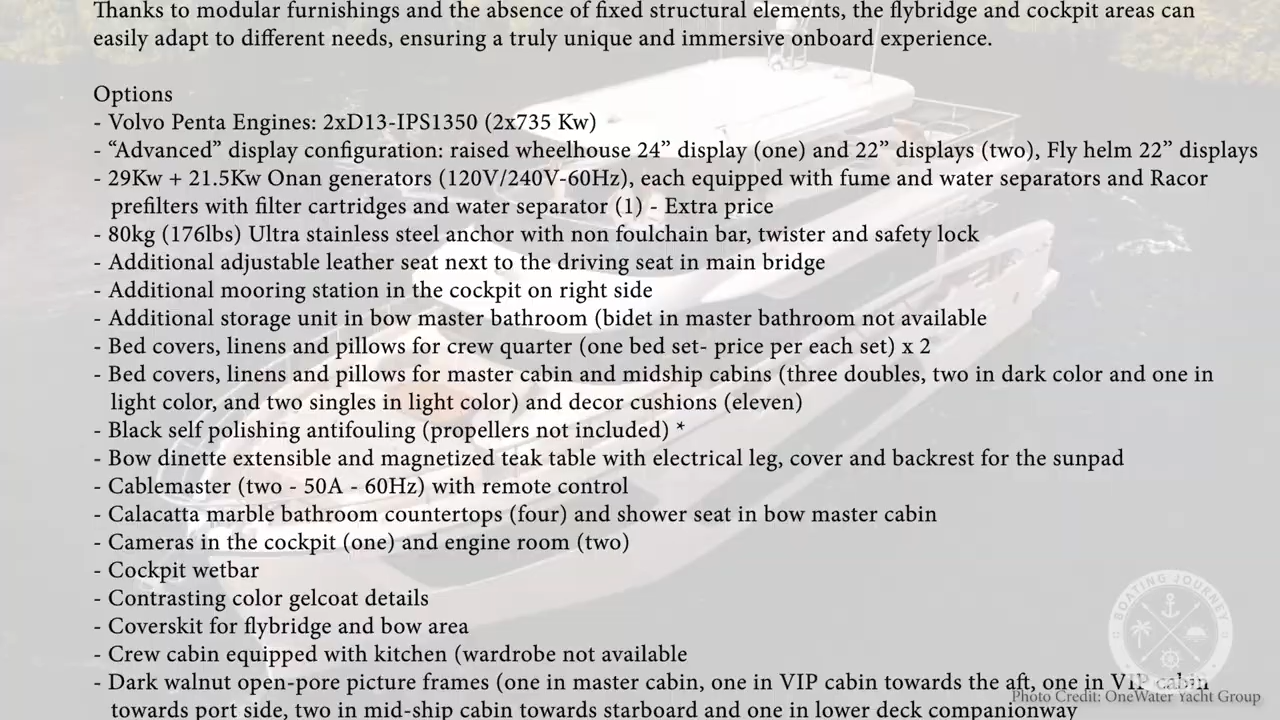 Thanks to modular furnishings and the absence of fixed structural elements, the flybridge and cockpit areas can
easily adapt to different needs, ensuring a truly unique and immersive onboard experience.
Options
- Volvo Penta Engines: 2xD13-IPS1350 (2x735 Kw)
- “Advanced” display configuration: raised wheelhouse 24” display (one) and 22” displays (two), Fly helm 22” displays
- 29Kw + 21.5Kw Onan generators (120V/240V-60Hz), each equipped with fume and water separators and Racor
prefilters with filter cartridges and water separator (1) - Extra price
- 80kg (176lbs) Ultra stainless steel anchor with non foulchain bar, twister and safety lock
- Additional adjustable leather seat next to the driving seat in main bridge
- Additional mooring station in the cockpit on right side
- Additional storage unit in bow master bathroom (bidet in master bathroom not available
- Bed covers, linens and pillows for crew quarter (one bed set- price per each set) x 2
- Bed covers, linens and pillows for master cabin and midship cabins (three doubles, two in dark color and one in
light color, and two singles in light color) and decor cushions (eleven)
- Black self polishing antifouling (propellers not included) *
- Bow dinette extensible and magnetized teak table with electrical leg, cover and backrest for the sunpad
- Cablemaster (two - 50A - 60Hz) with remote control
- Calacatta marble bathroom countertops (four) and shower seat in bow master cabin
- Cameras in the cockpit (one) and engine room (two)
- Cockpit wetbar
- Contrasting color gelcoat details
- Coverskit for flybridge and bow area
- Crew cabin equipped with kitchen (wardrobe not available
- Dark walnut open-pore picture frames (one in master cabin, one in VIP cabin towards the aft, one in VIP cabin
towards port side, two in mid-ship cabin towards starboard and one in lower deck companionway
BOATING JOURNEY
Photo Credit: OneWater Yacht Group